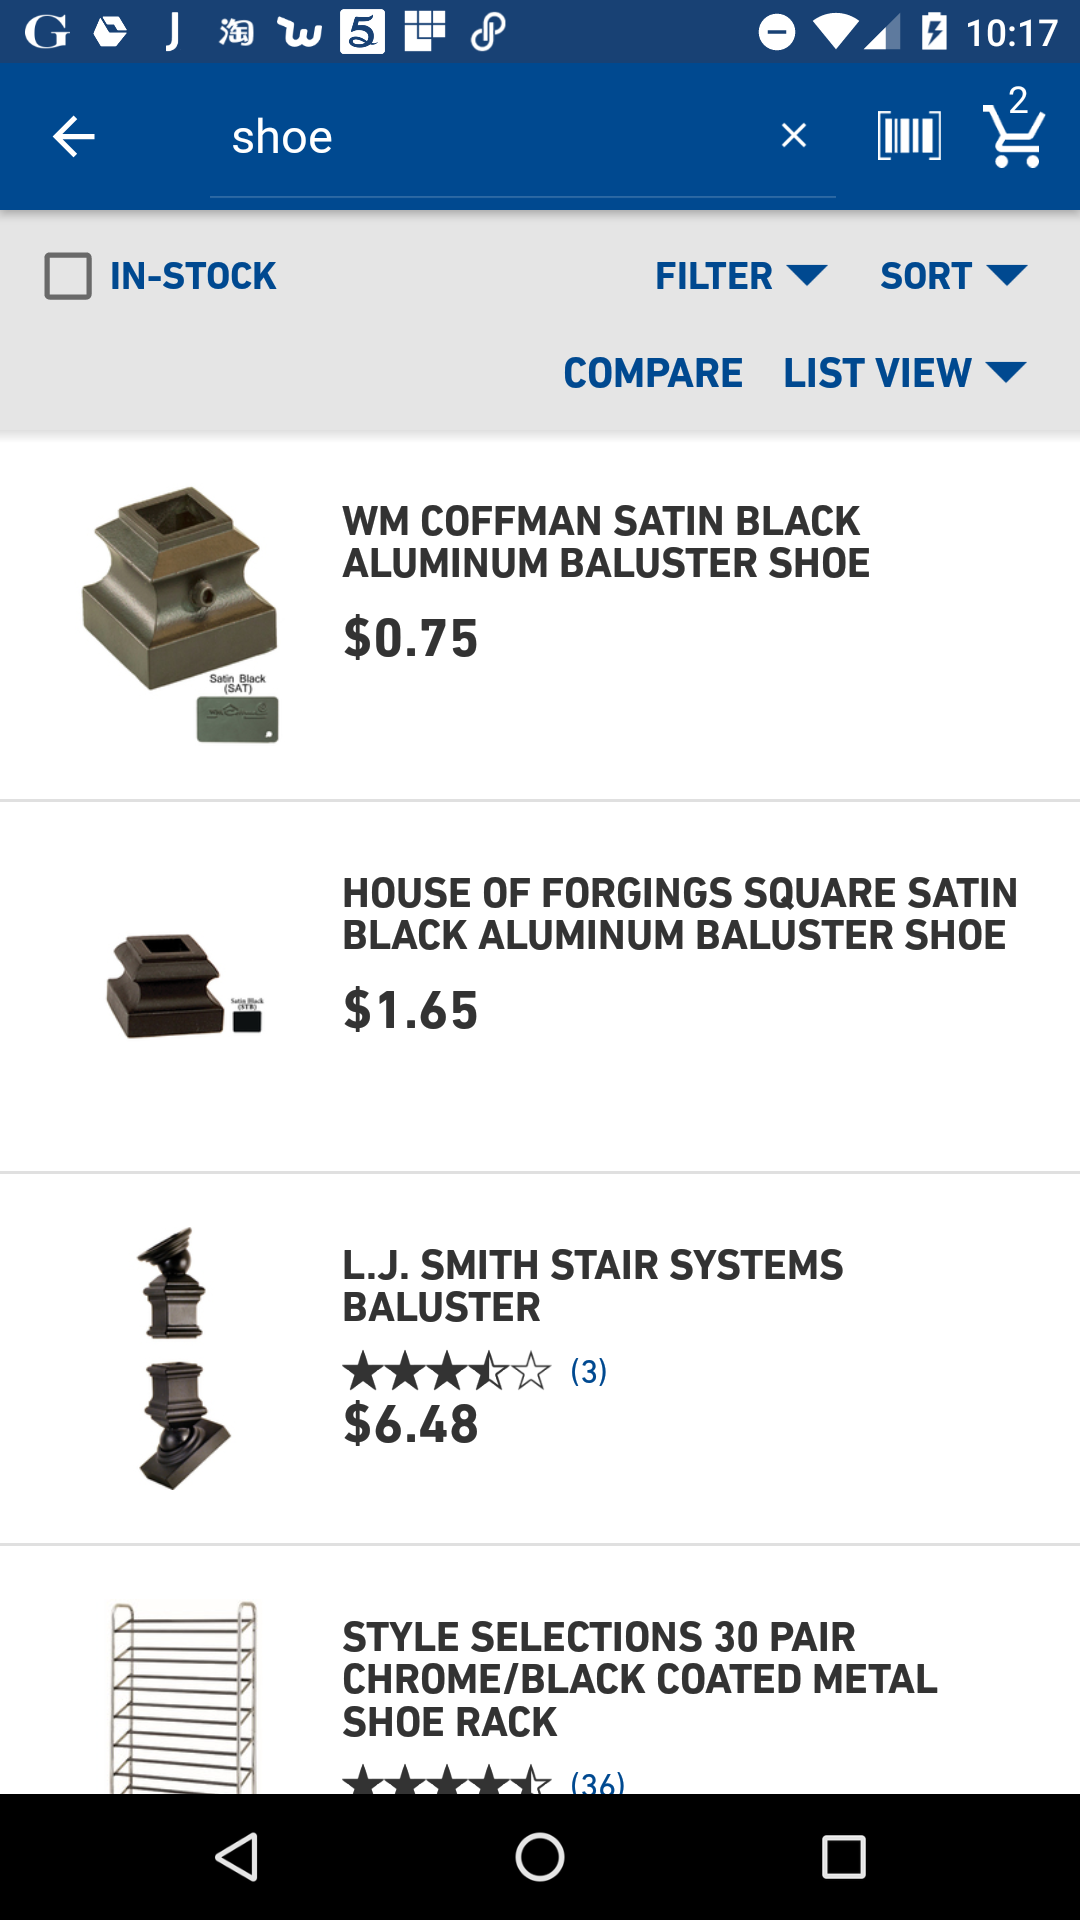 10:17
shoe
2
IN-STOCK
FILTER
SORT
COMPARE
LIST VIEW
WM COFFMAN SATIN BLACK
ALUMINUM BALUSTER SHOE
$0.75
Satin Black
(SAT)
HOUSE OF FORGINGS SQUARE SATIN
BLACK ALUMINUM BALUSTER SHOE
$1.65
Satin Black
(STB)
L.J. SMITH STAIR SYSTEMS
BALUSTER
(3)
$6.48
STYLE SELECTIONS 30 PAIR
CHROME/BLACK COATED METAL
SHOE RACK
(36)